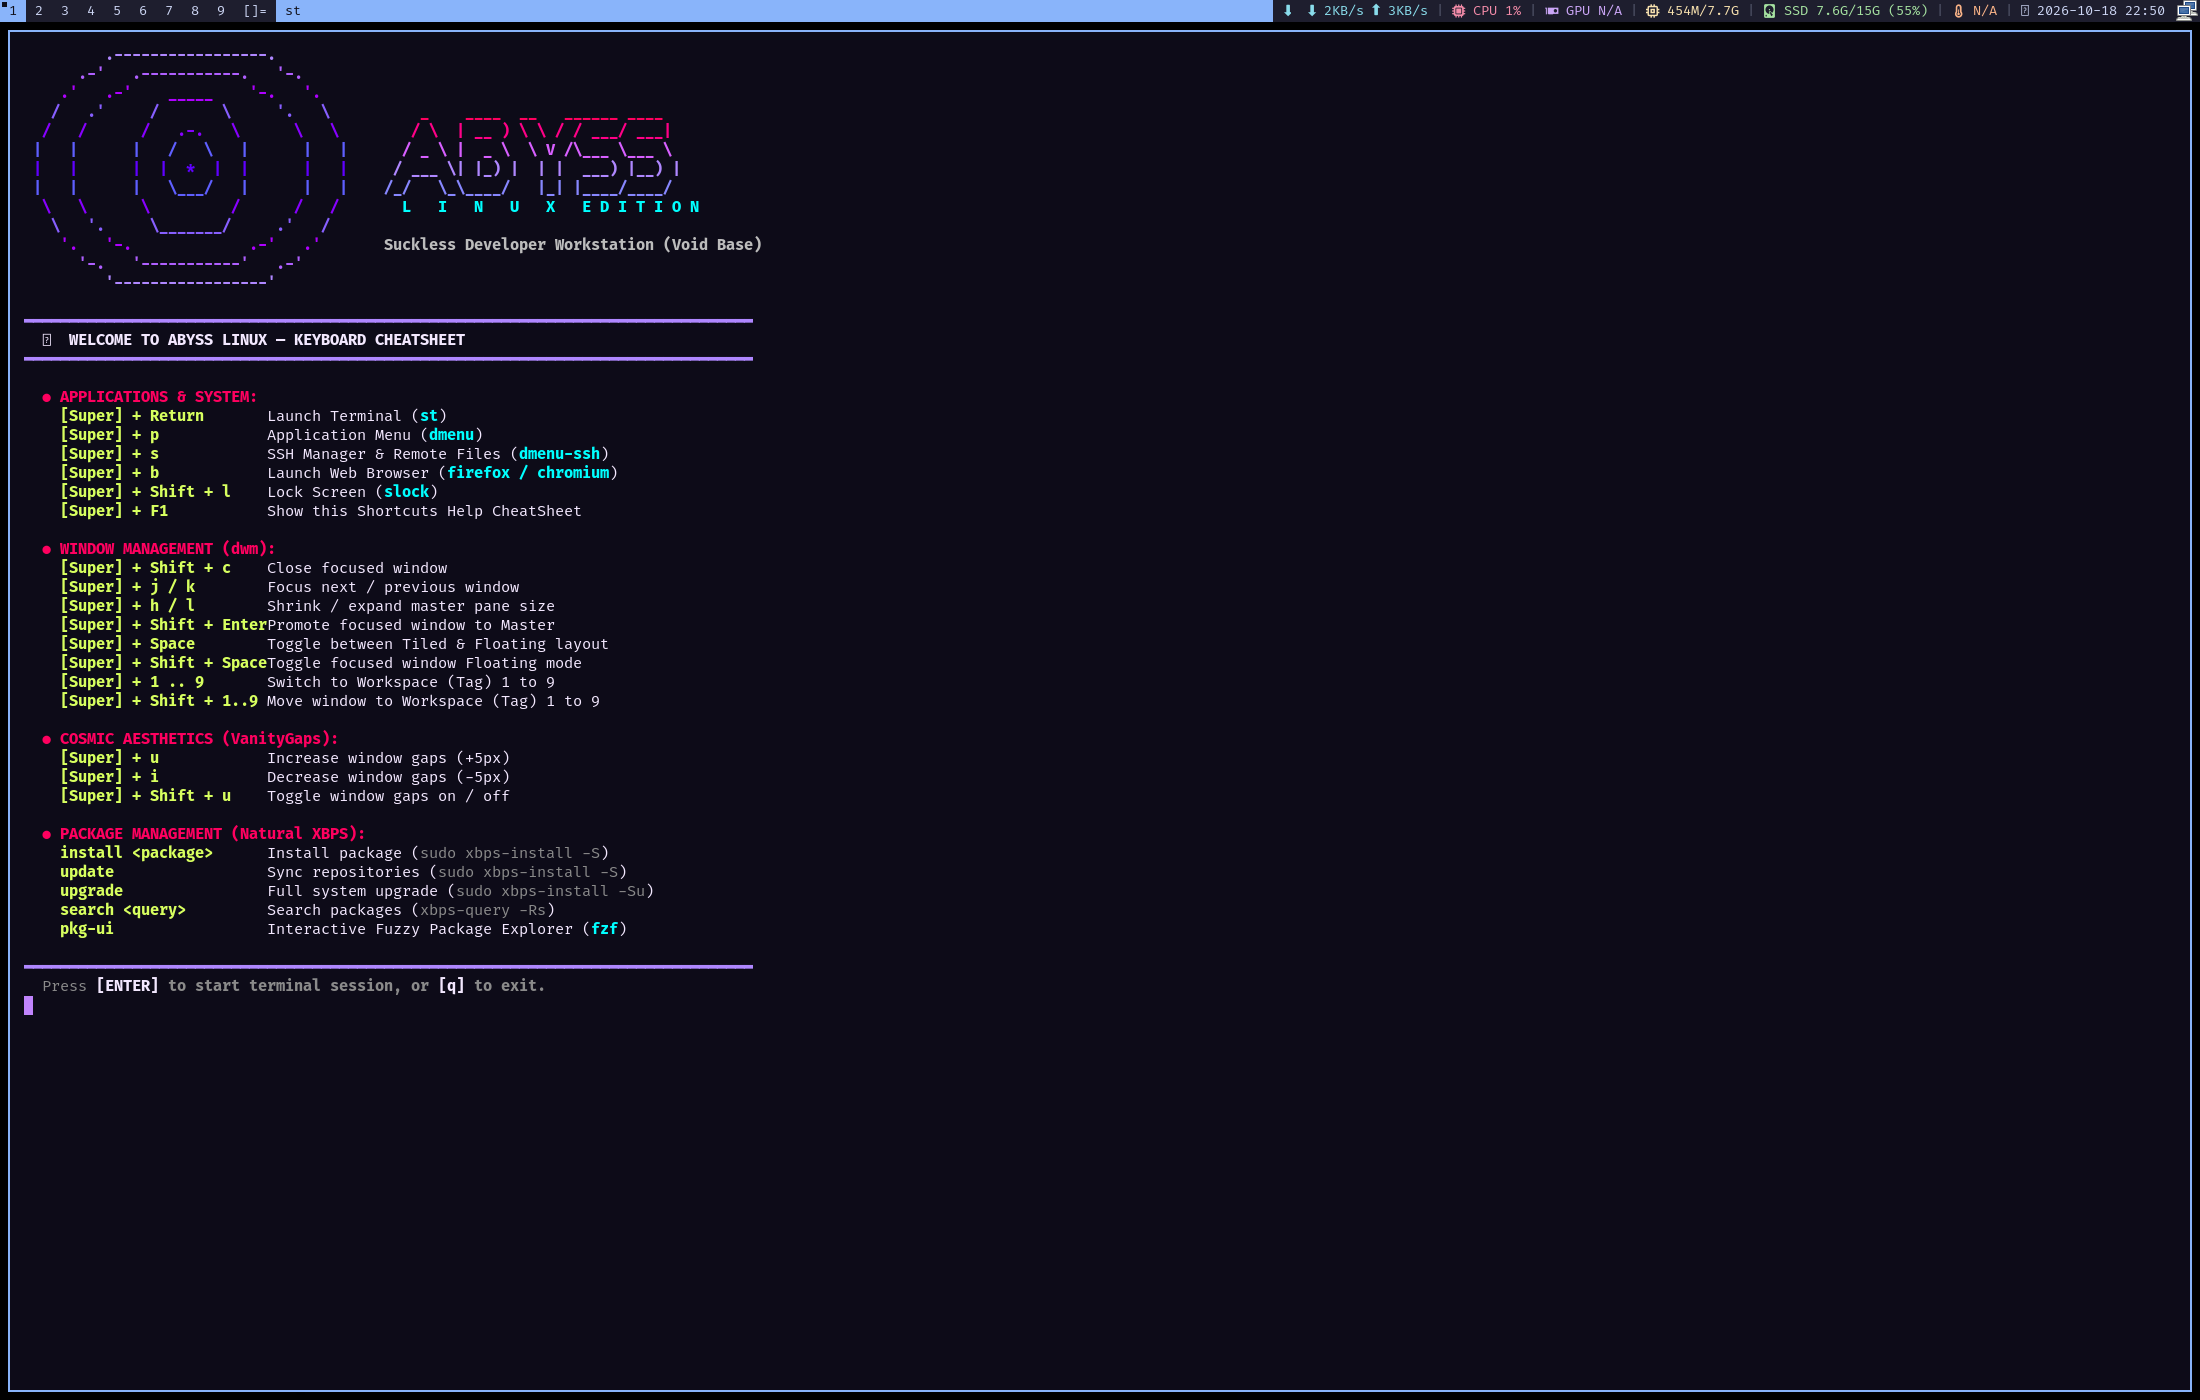 1 2 3 4 5 6 7 8 9 []= st 2KB/s 3KB/s | CPU 1% | GPU N/A | 454M/7.7G | SSD 7.6G/15G (55%) | N/A | 2026-10-18 22:50
ABYSS
L I N U X E D I T I O N
Suckless Developer Workstation (Void Base)
WELCOME TO ABYSS LINUX — KEYBOARD CHEATSHEET
● APPLICATIONS & SYSTEM:
[Super] + Return Launch Terminal (st)
[Super] + p Application Menu (dmenu)
[Super] + s SSH Manager & Remote Files (dmenu-ssh)
[Super] + b Launch Web Browser (firefox / chromium)
[Super] + Shift + l Lock Screen (slock)
[Super] + F1 Show this Shortcuts Help CheatSheet
● WINDOW MANAGEMENT (dwm):
[Super] + Shift + c Close focused window
[Super] + j / k Focus next / previous window
[Super] + h / l Shrink / expand master pane size
[Super] + Shift + EnterPromote focused window to Master
[Super] + Space Toggle between Tiled & Floating layout
[Super] + Shift + SpaceToggle focused window Floating mode
[Super] + 1 .. 9 Switch to Workspace (Tag) 1 to 9
[Super] + Shift + 1..9 Move window to Workspace (Tag) 1 to 9
● COSMIC AESTHETICS (VanityGaps):
[Super] + u Increase window gaps (+5px)
[Super] + i Decrease window gaps (-5px)
[Super] + Shift + u Toggle window gaps on / off
● PACKAGE MANAGEMENT (Natural XBPS):
install <package> Install package (sudo xbps-install -S)
update Sync repositories (sudo xbps-install -S)
upgrade Full system upgrade (sudo xbps-install -Su)
search <query> Search packages (xbps-query -Rs)
pkg-ui Interactive Fuzzy Package Explorer (fzf)
Press [ENTER] to start terminal session, or [q] to exit.